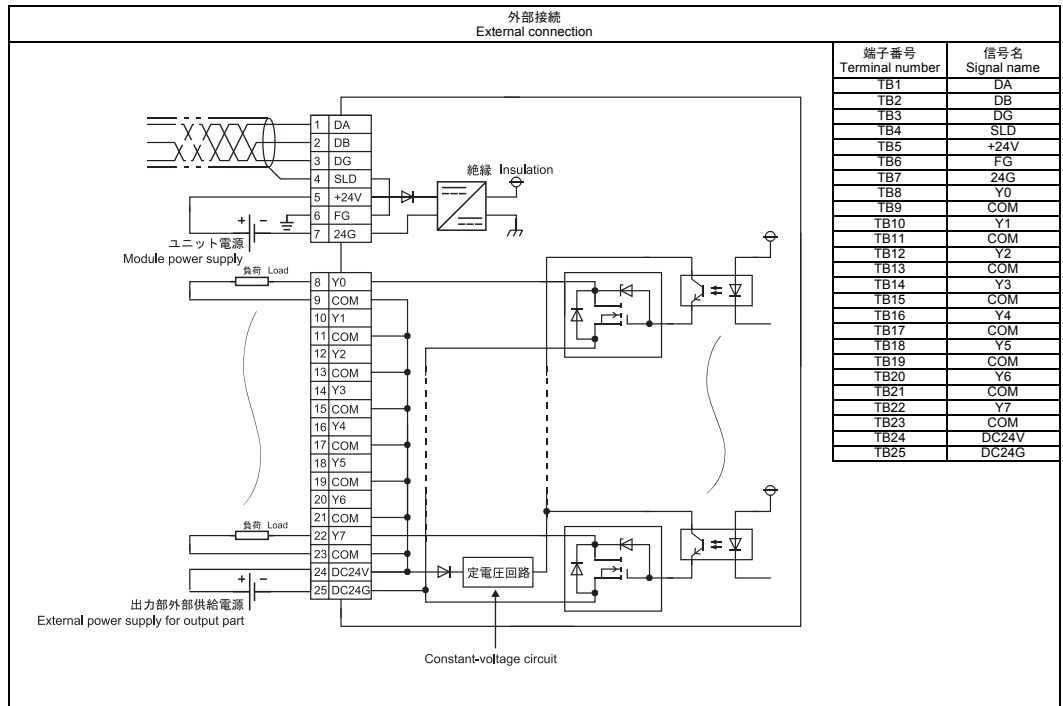 外部接続
External connection
1 DA
2 DB
3 DG
4 SLD
5 +24V
6 FG
7 24G
絶縁 Insulation
+ −
ユニット電源
Module power supply
負荷 Load
8 Y0
9 COM
10 Y1
11 COM
12 Y2
13 COM
14 Y3
15 COM
16 Y4
17 COM
18 Y5
19 COM
20 Y6
21 COM
負荷 Load
22 Y7
23 COM
24 DC24V
25 DC24G
+ −
出力部外部供給電源
External power supply for output part
定電圧回路
Constant-voltage circuit
端子番号 信号名
Terminal number Signal name
TB1 DA
TB2 DB
TB3 DG
TB4 SLD
TB5 +24V
TB6 FG
TB7 24G
TB8 Y0
TB9 COM
TB10 Y1
TB11 COM
TB12 Y2
TB13 COM
TB14 Y3
TB15 COM
TB16 Y4
TB17 COM
TB18 Y5
TB19 COM
TB20 Y6
TB21 COM
TB22 Y7
TB23 COM
TB24 DC24V
TB25 DC24G